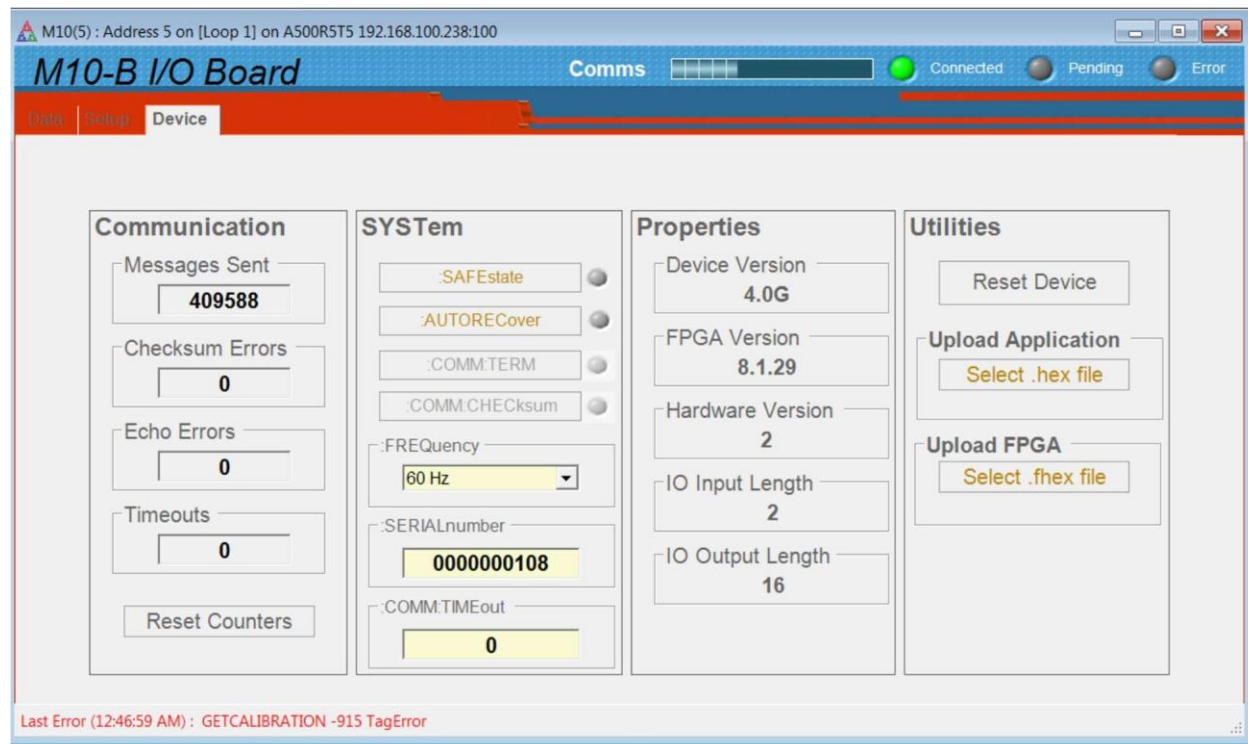 M10(5) : Address 5 on [Loop 1] on A500R5T5 192.168.100.238:100
M10-B I/O Board
Comms
Connected
Pending
Error
Data
Setup
Device
Communication
Messages Sent
409588
Checksum Errors
0
Echo Errors
0
Timeouts
0
Reset Counters
SYSTem
:SAFEstate
:AUTORECover
:COMM:TERM
:COMM:CHECksum
:FREQuency
60 Hz
:SERIALnumber
0000000108
:COMM:TIMEout
0
Properties
Device Version
4.0G
FPGA Version
8.1.29
Hardware Version
2
IO Input Length
2
IO Output Length
16
Utilities
Reset Device
Upload Application
Select .hex file
Upload FPGA
Select .fhex file
Last Error (12:46:59 AM) : GETCALIBRATION -915 TagError